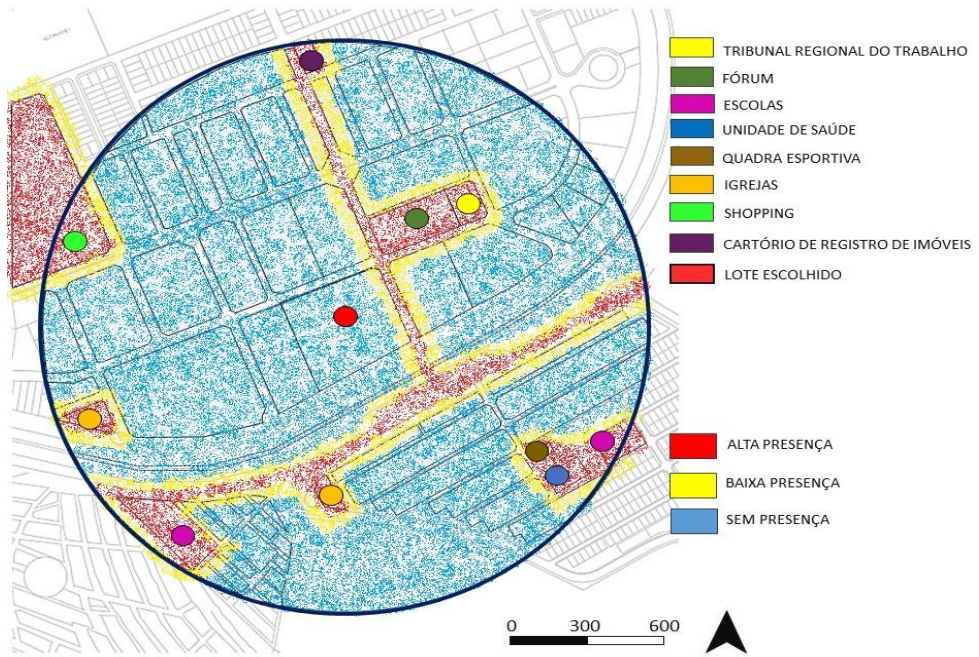 TRIBUNAL REGIONAL DO TRABALHO
FÓRUM
ESCOLAS
UNIDADE DE SAÚDE
QUADRA ESPORTIVA
IGREJAS
SHOPPING
CARTÓRIO DE REGISTRO DE IMÓVEIS
LOTE ESCOLHIDO
ALTA PRESENÇA
BAIXA PRESENÇA
SEM PRESENÇA
0 300 600